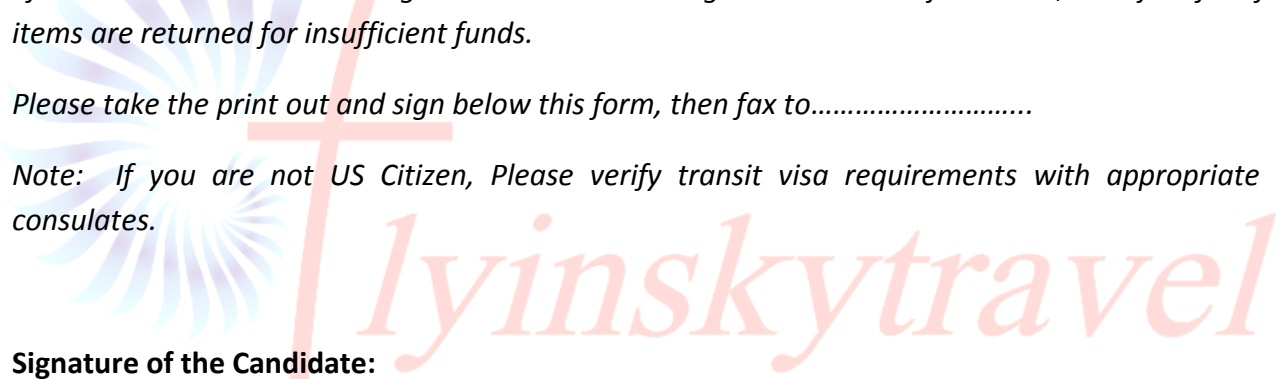 items are returned for insufficient funds.
Please take the print out and sign below this form, then fax to………………………...
Note: If you are not US Citizen, Please verify transit visa requirements with appropriate
consulates.
lyinskytravel
Signature of the Candidate: